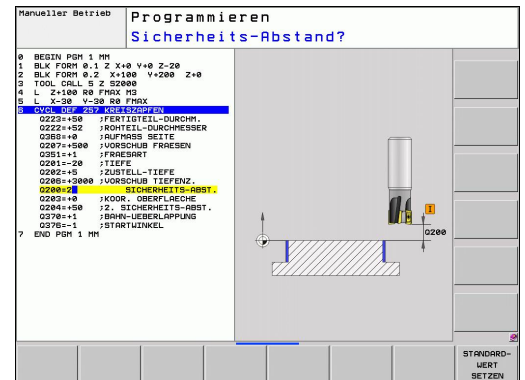 Manueller Betrieb
Programmieren
Sicherheits-Abstand?
0 BEGIN PGM 1 MM
1 BLK FORM 0.1 Z X+0 Y+0 Z-20
2 BLK FORM 0.2 X+100 Y+200 Z+0
3 TOOL CALL 5 Z S2000
4 L Z+100 R0 FMAX M3
5 L X-30 Y-30 R0 FMAX
6 CYCL DEF 257 KREISZAPFEN
Q223=+50 ;FERTIGTEIL-DURCHM.
Q222=+52 ;ROHTEIL-DURCHMESSER
Q368=+0 ;AUFMASS SEITE
Q207=+500 ;VORSCHUB FRAESEN
Q351=+1 ;FRAESART
Q201=-20 ;TIEFE
Q202=+5 ;ZUSTELL-TIEFE
Q206=+3000 ;VORSCHUB TIEFENZ.
Q200=2 SICHERHEITS-ABST.
Q203=+0 ;KOOR. OBERFLAECHE
Q204=+50 ;2. SICHERHEITS-ABST.
Q370=+1 ;BAHN-UEBERLAPPUNG
Q376=-1 ;STARTWINKEL
7 END PGM 1 MM
I
Q200
STANDARD-
WERT
SETZEN